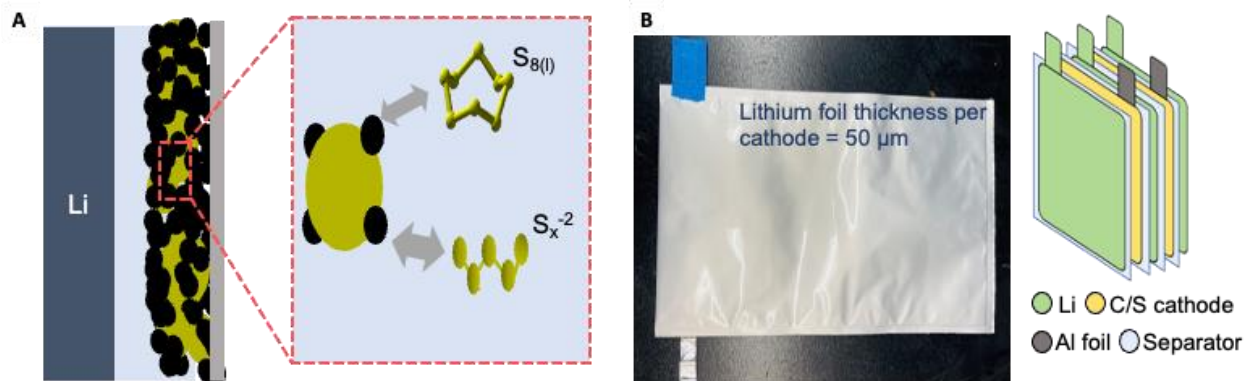 A
Li
S8(l)
Sx-2
B
Lithium foil thickness per
cathode = 50 µm
Li
C/S cathode
Al foil
Separator